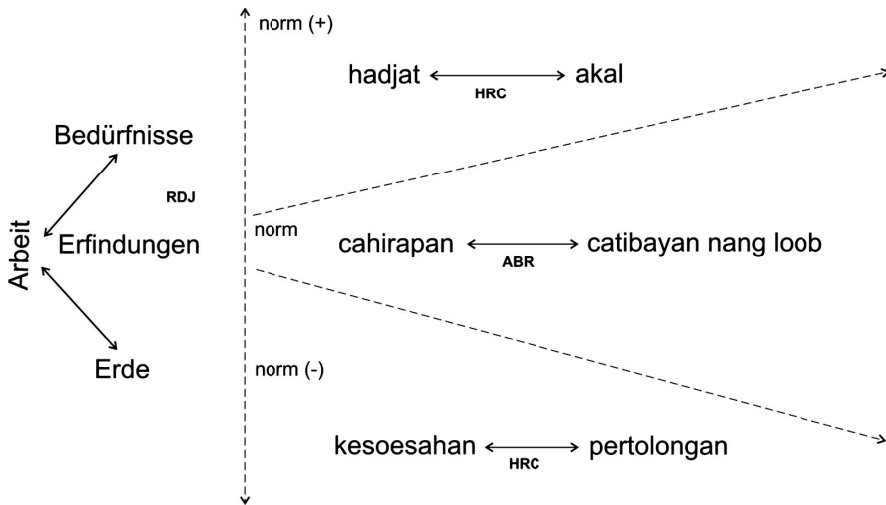 norm (+)
hadjat
akal
HRC
Bedürfnisse
RDJ
Arbeit
Erfindungen
norm
cahirapan
catibayan nang loob
ABR
Erde
norm (-)
kesoesahan
pertolongan
HRC